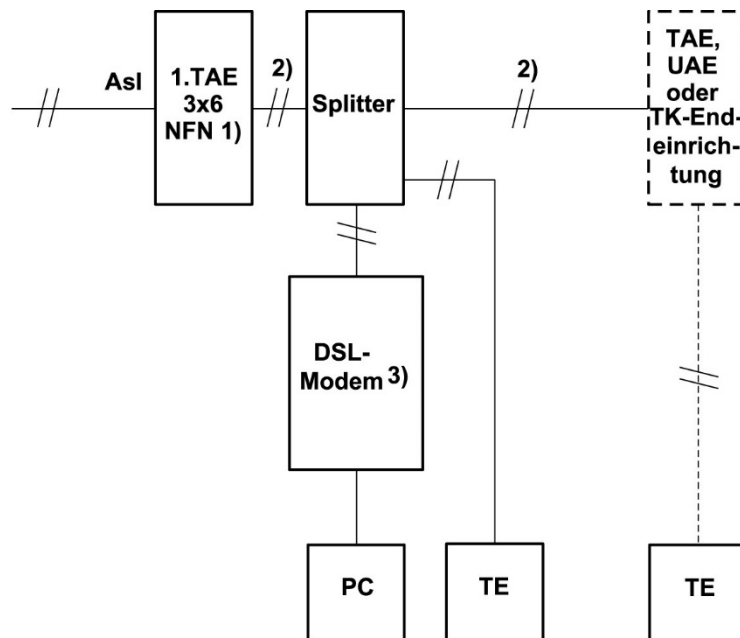 Asl
1.TAE
3x6
NFN 1)
2)
Splitter
2)
TAE,
UAE
oder
TK-End-
einrich-
tung
DSL-
Modem 3)
PC
TE
TE